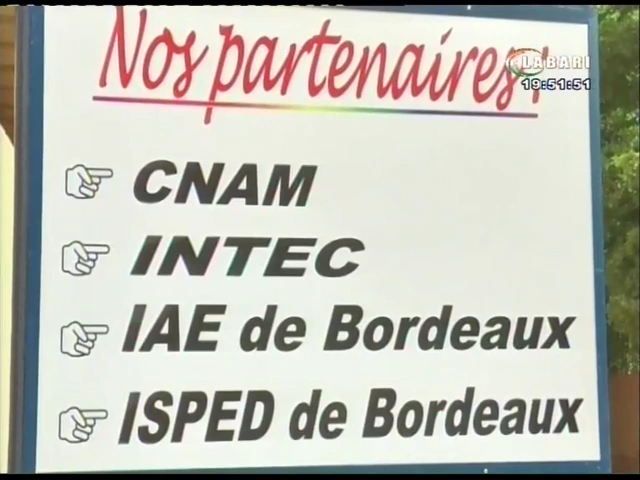 Nos partenaires :
LABARI
19:51:51
CNAM
INTEC
IAE de Bordeaux
ISPED de Bordeaux